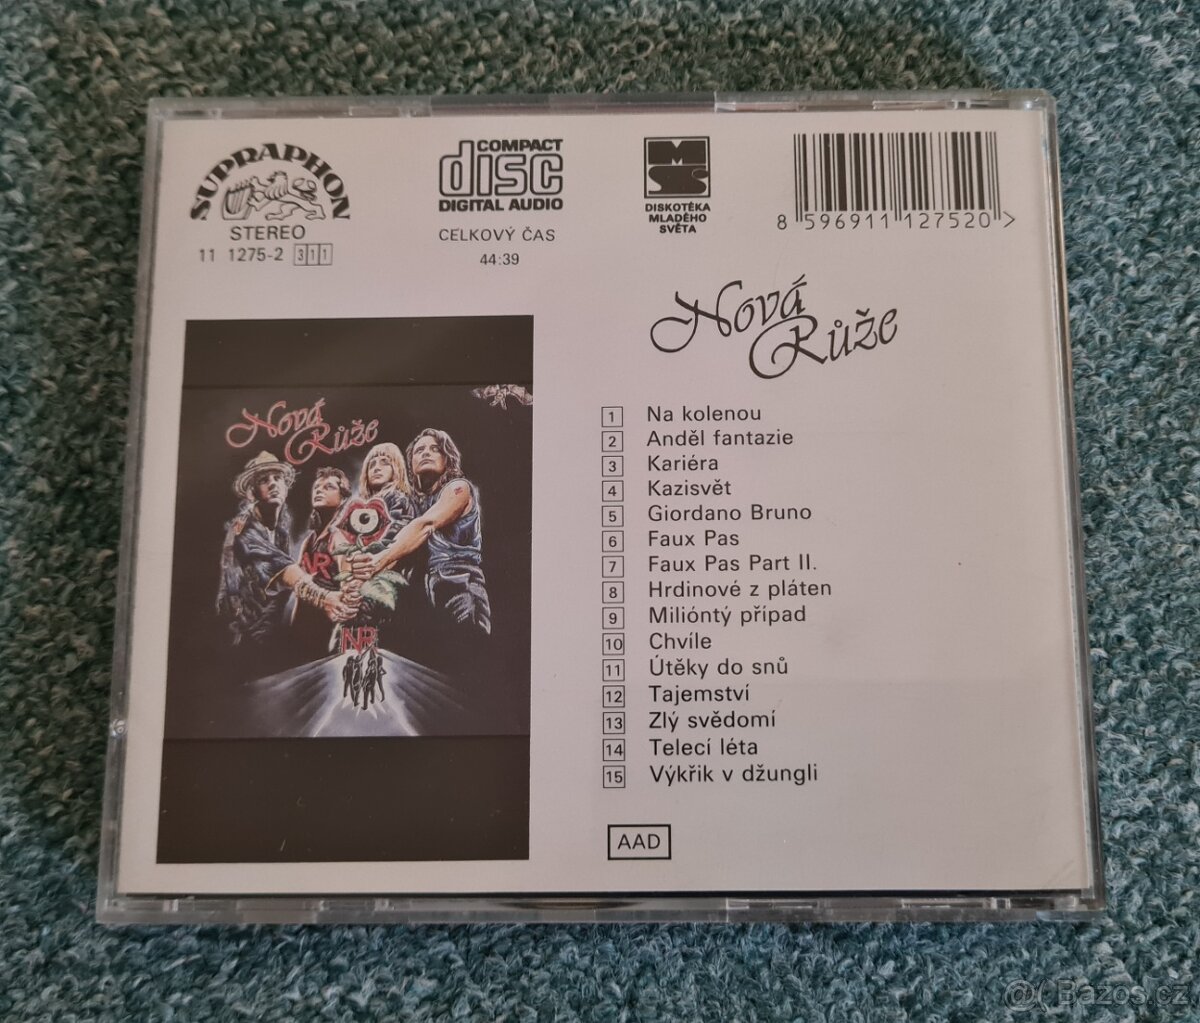 SUPRAPHON
STEREO
11 1275-2 311
COMPACT
disc
DIGITAL AUDIO
CELKOVÝ ČAS
44:39
MS
DISKOTÉKA
MLADÉHO
SVĚTA
8 596911 127520 >
Nová
Růže
1 Na kolenou
2 Anděl fantazie
3 Kariéra
4 Kazisvět
5 Giordano Bruno
6 Faux Pas
7 Faux Pas Part II.
8 Hrdinové z pláten
9 Milióntý případ
10 Chvíle
11 Útěky do snů
12 Tajemství
13 Zlý svědomí
14 Telecí léta
15 Výkřik v džungli
AAD
Nová
Růže
NR
NR
@( Bazos.cz